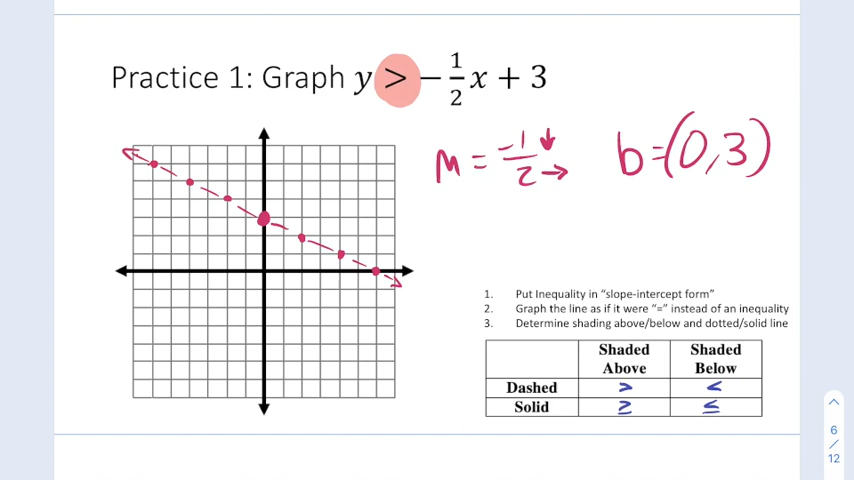 Practice 1: Graph y > −1/2x + 3
m = -1/2 ↓ →
b=(0,3)
1. Put Inequality in “slope-intercept form”
2. Graph the line as if it were “=” instead of an inequality
3. Determine shading above/below and dotted/solid line
Shaded Above Shaded Below
Dashed > <
Solid ≥ ≤
6
/
12